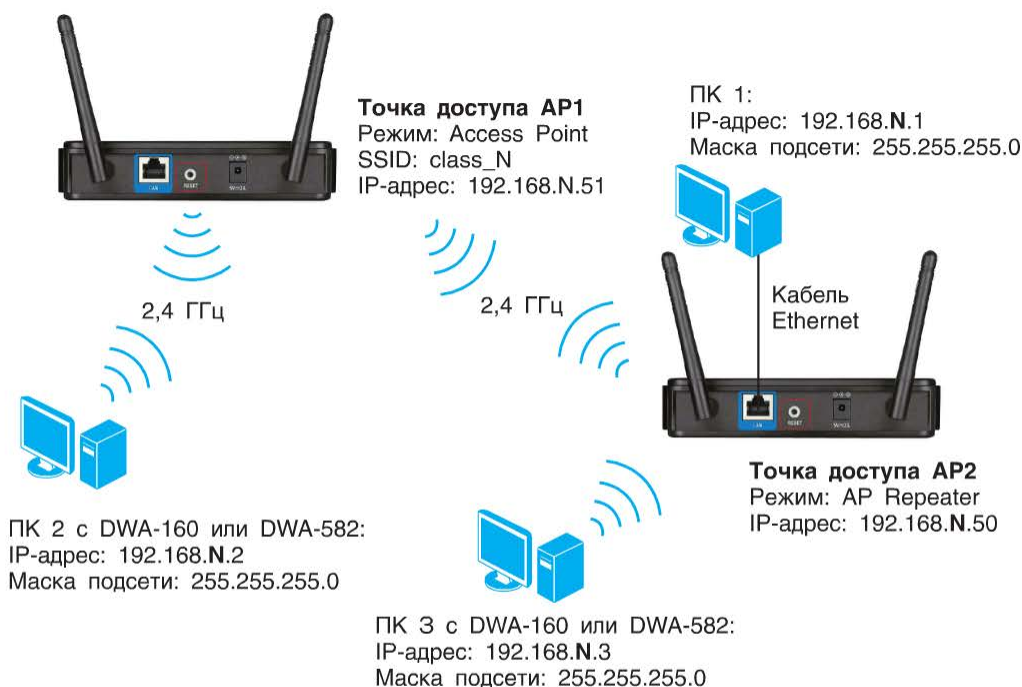 Точка доступа AP1
Режим: Access Point
SSID: class_N
IP-адрес: 192.168.N.51
ПК 1:
IP-адрес: 192.168.N.1
Маска подсети: 255.255.255.0
LAN
RESET
2,4 ГГц
2,4 ГГц
Кабель
Ethernet
LAN
RESET
Точка доступа AP2
Режим: AP Repeater
IP-адрес: 192.168.N.50
ПК 2 с DWA-160 или DWA-582:
IP-адрес: 192.168.N.2
Маска подсети: 255.255.255.0
ПК 3 с DWA-160 или DWA-582:
IP-адрес: 192.168.N.3
Маска подсети: 255.255.255.0